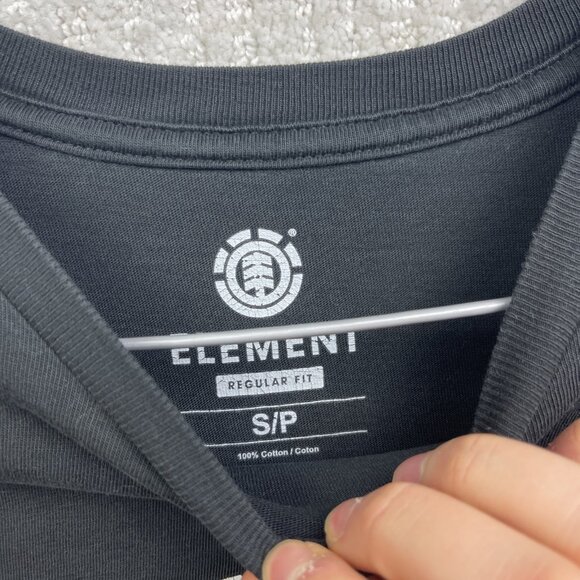 ®
ELEMENT
REGULAR FIT
S/P
100% Cotton / Coton